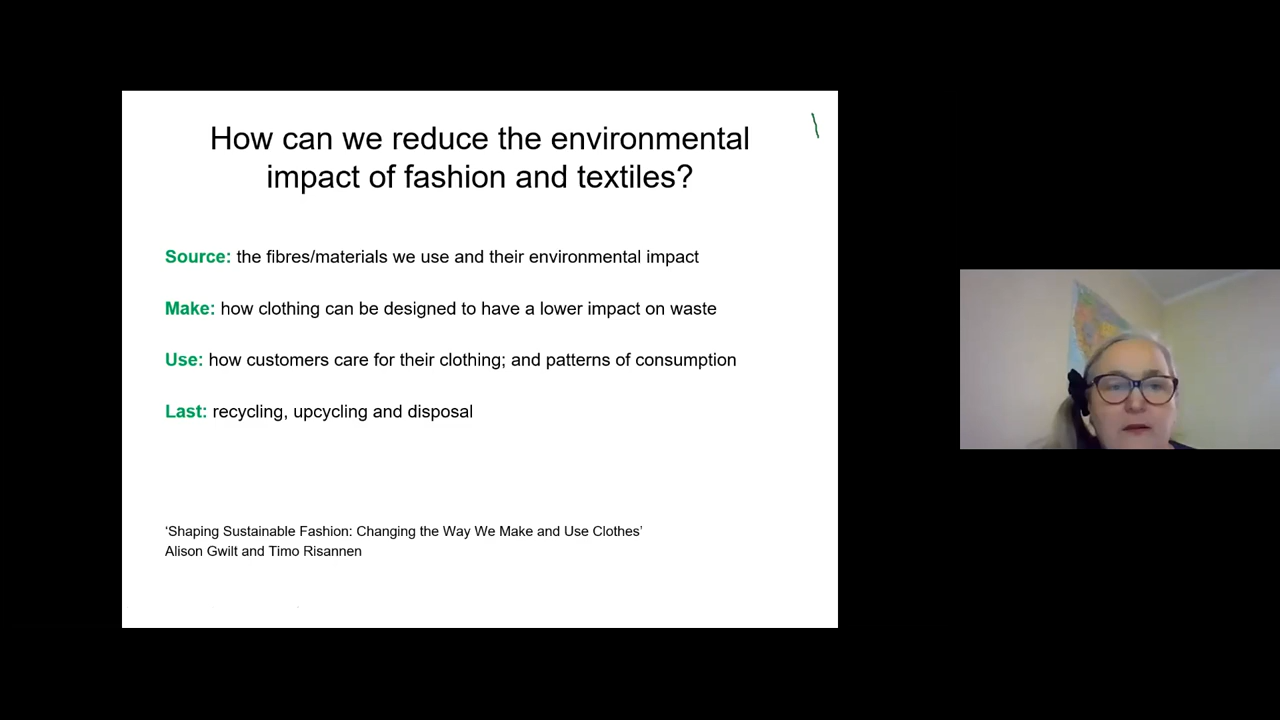 How can we reduce the environmental
impact of fashion and textiles?
Source: the fibres/materials we use and their environmental impact
Make: how clothing can be designed to have a lower impact on waste
Use: how customers care for their clothing; and patterns of consumption
Last: recycling, upcycling and disposal
‘Shaping Sustainable Fashion: Changing the Way We Make and Use Clothes’
Alison Gwilt and Timo Risannen